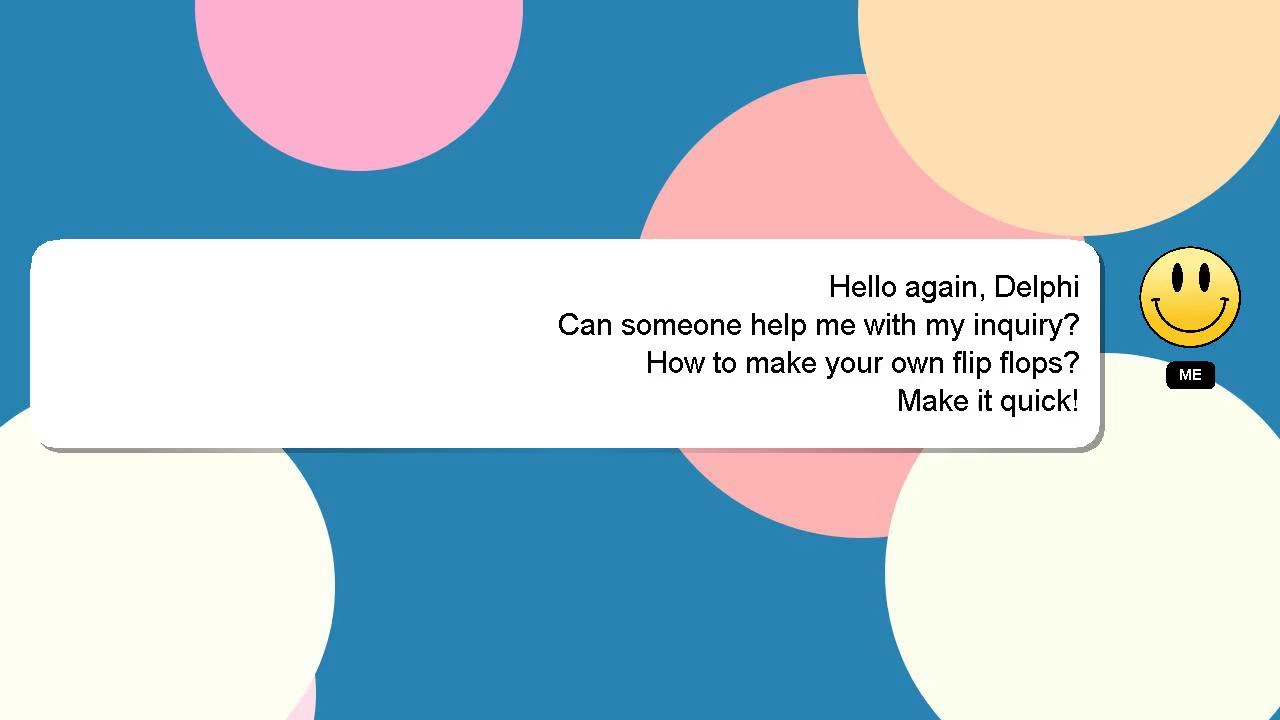 Hello again, Delphi
Can someone help me with my inquiry?
How to make your own flip flops?
Make it quick!
ME